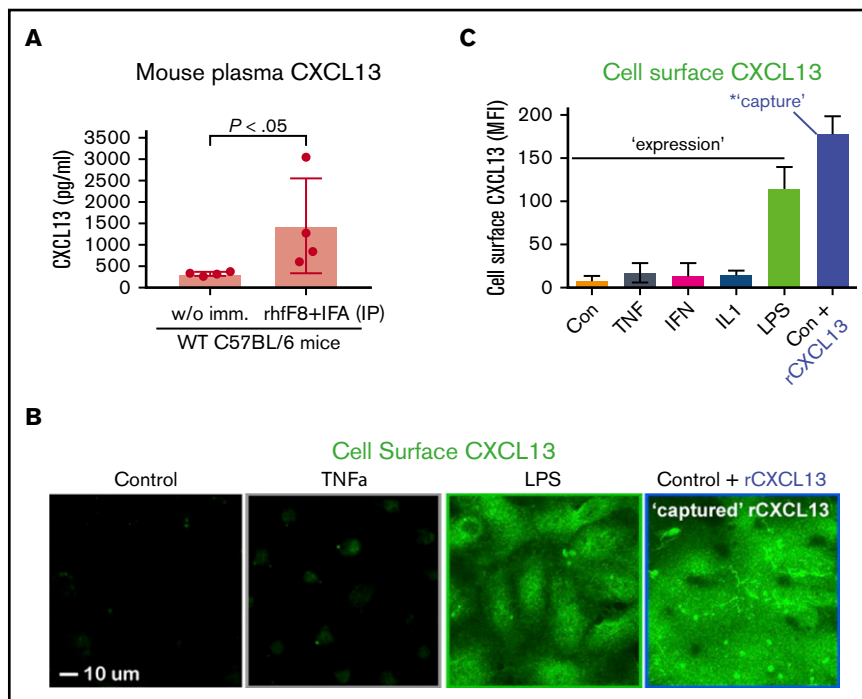 A
Mouse plasma CXCL13
P < .05
CXCL13 (pg/ml)
3500
3000
2500
2000
1500
1000
500
0
w/o imm.
rhfF8+IFA (IP)
WT C57BL/6 mice
C
Cell surface CXCL13
Cell surface CXCL13 (MFI)
200
150
100
50
0
*'capture'
'expression'
Con
TNF
IFN
IL1
LPS
Con +
rCXCL13
B
Cell Surface CXCL13
Control
TNFa
LPS
Control + rCXCL13
'captured' rCXCL13
10 um